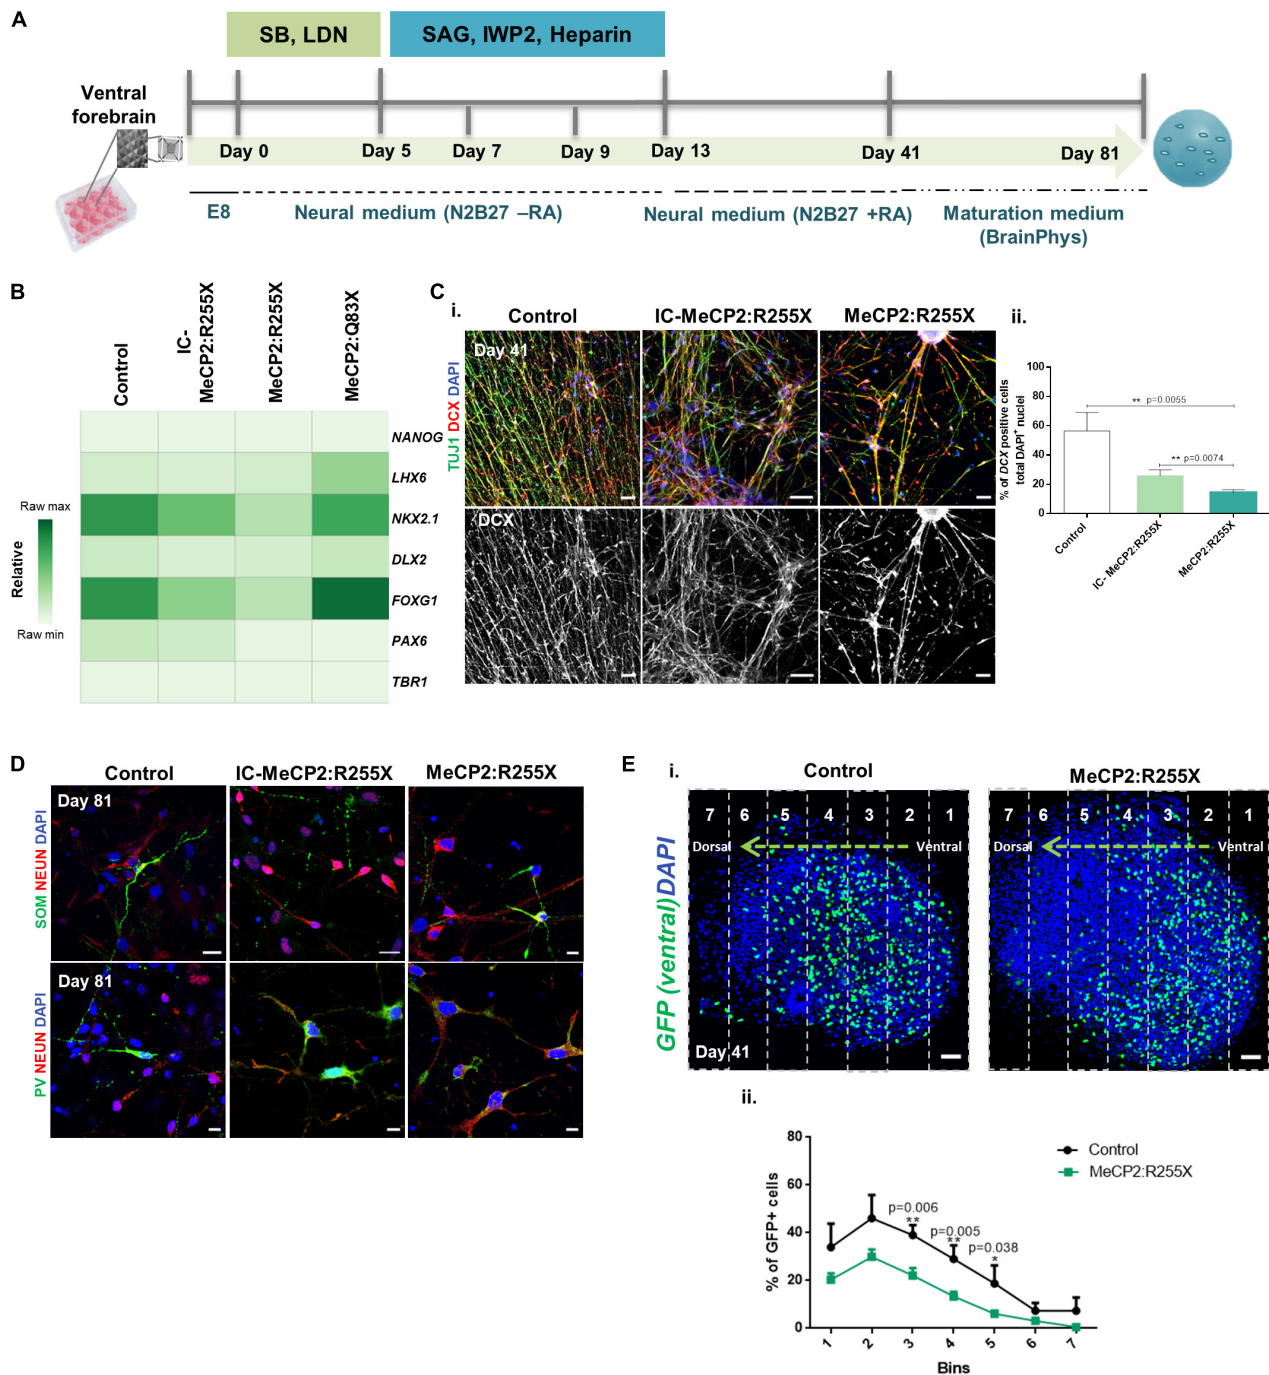 A
SB, LDN
SAG, IWP2, Heparin
Ventral
forebrain
Day 0
Day 5
Day 7
Day 9
Day 13
Day 41
Day 81
E8
Neural medium (N2B27 –RA)
Neural medium (N2B27 +RA)
Maturation medium
(BrainPhys)
B
Control
IC-
MeCP2:R255X
MeCP2:R255X
MeCP2:Q83X
NANOG
LHX6
NKX2.1
DLX2
FOXG1
PAX6
TBR1
Raw max
Relative
Raw min
C
i.
Control
IC-MeCP2:R255X
MeCP2:R255X
TUJ1 DCX DAPI
Day 41
DCX
ii.
% of DCX positive cells
total DAPI+ nuclei
100
80
60
40
20
0
** p=0.0055
** p=0.0074
Control
IC- MeCP2:R255X
MeCP2:R255X
D
Control
IC-MeCP2:R255X
MeCP2:R255X
SOM NEUN DAPI
Day 81
PV NEUN DAPI
Day 81
E
i.
Control
MeCP2:R255X
GFP (ventral)DAPI
7 6 5 4 3 2 1
Dorsal
Ventral
Day 41
7 6 5 4 3 2 1
Dorsal
Ventral
ii.
% of GFP+ cells
80
60
40
20
0
p=0.006
**
p=0.005
**
p=0.038
*
Control
MeCP2:R255X
1 2 3 4 5 6 7
Bins